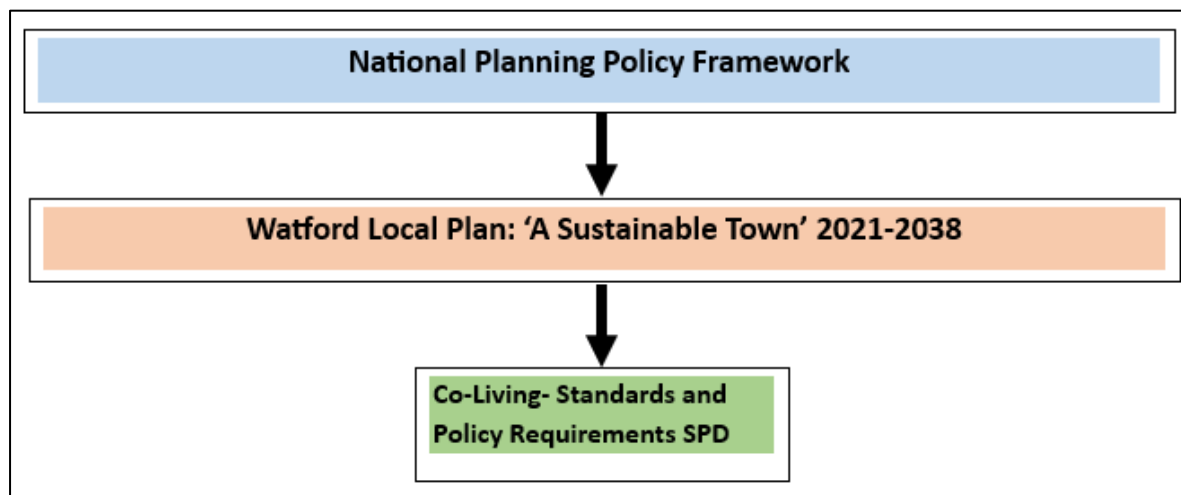 National Planning Policy Framework
Watford Local Plan: ‘A Sustainable Town’ 2021-2038
Co-Living- Standards and
Policy Requirements SPD